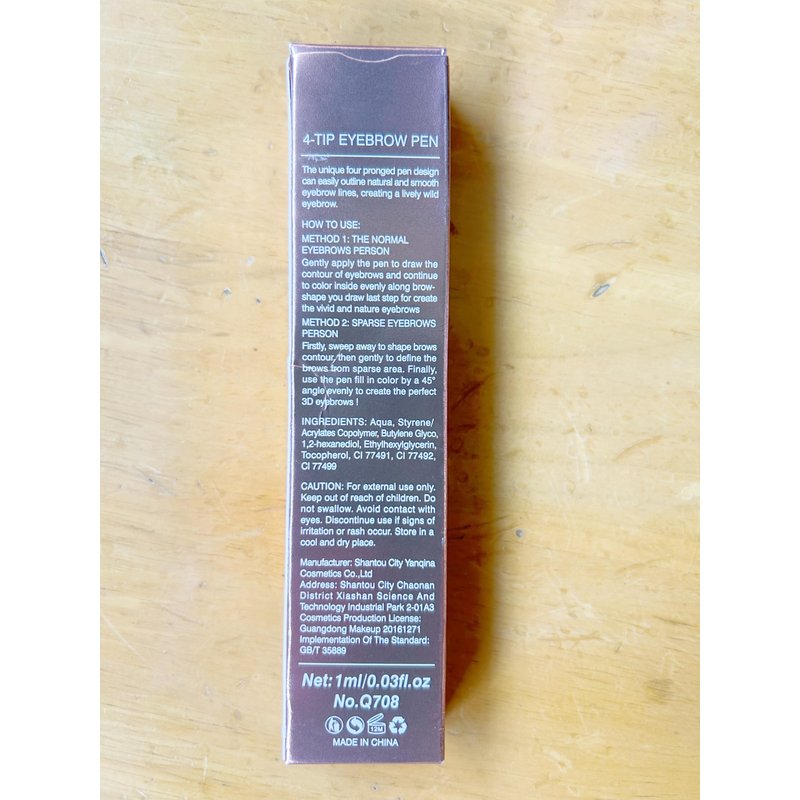 4-TIP EYEBROW PEN
The unique four pronged pen design
can easily outline natural and smooth
eyebrow lines, creating a lively wild
eyebrow.
HOW TO USE:
METHOD 1: THE NORMAL
EYEBROWS PERSON
Gently apply the pen to draw the
contour of eyebrows and continue
to color inside evenly along brow-
shape you draw last step for create
the vivid and nature eyebrows
METHOD 2: SPARSE EYEBROWS
PERSON
Firstly, sweep away to shape brows
contour, then gently to define the
brows from sparse area. Finally,
use the pen fill in color by a 45°
angle evenly to create the perfect
3D eyebrows !
INGREDIENTS: Aqua, Styrene/
Acrylates Copolymer, Butylene Glyco,
1,2-hexanediol, Ethylhexylglycerin,
Tocopherol, CI 77491, CI 77492,
CI 77499
CAUTION: For external use only.
Keep out of reach of children. Do
not swallow. Avoid contact with
eyes. Discontinue use if signs of
irritation or rash occur. Store in a
cool and dry place.
Manufacturer: Shantou City Yanqina
Cosmetics Co.,Ltd
Address: Shantou City Chaonan
District Xiashan Science And
Technology Industrial Park 2-01A3
Cosmetics Production License:
Guangdong Makeup 20161271
Implementation Of The Standard:
GB/T 35889
Net: 1ml/0.03fl.oz
No.Q708
12M
MADE IN CHINA